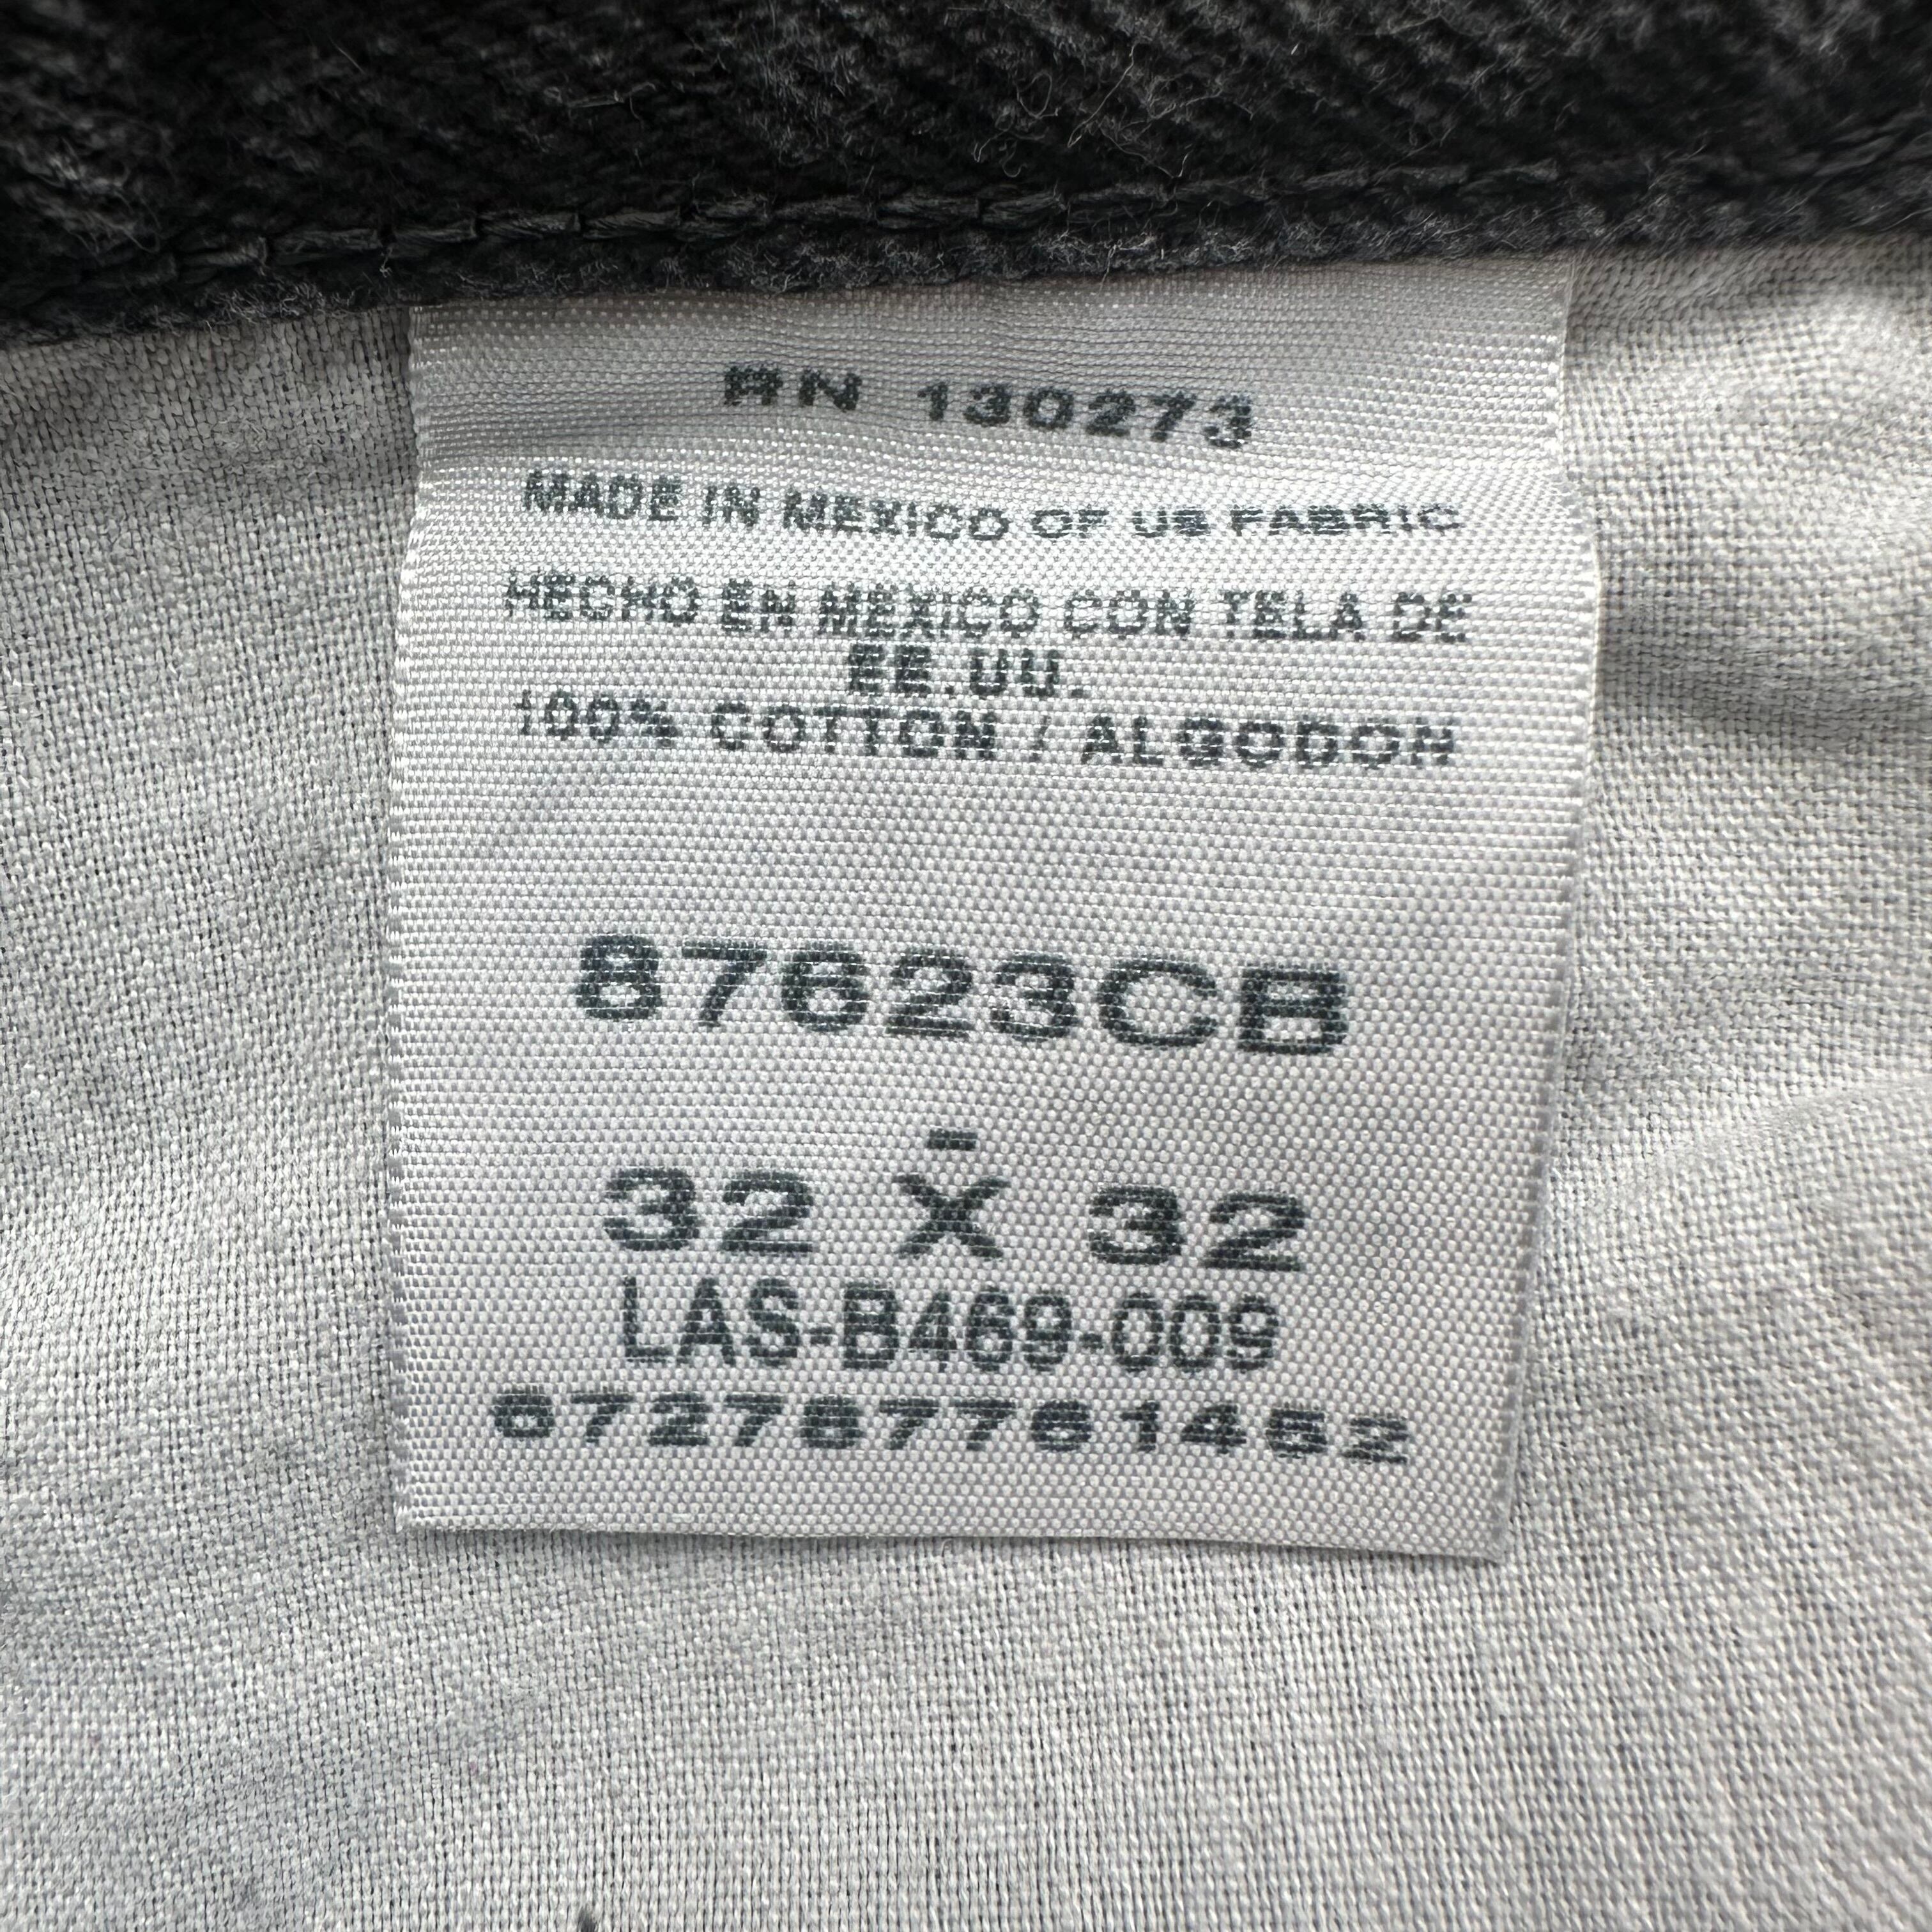 RN 130273
MADE IN MEXICO OF US FABRIC
HECHO EN MEXICO CON TELA DE
EE.UU.
100% COTTON / ALGODON
87623CB
-
32 X 32
LAS-B469-009
672787761452